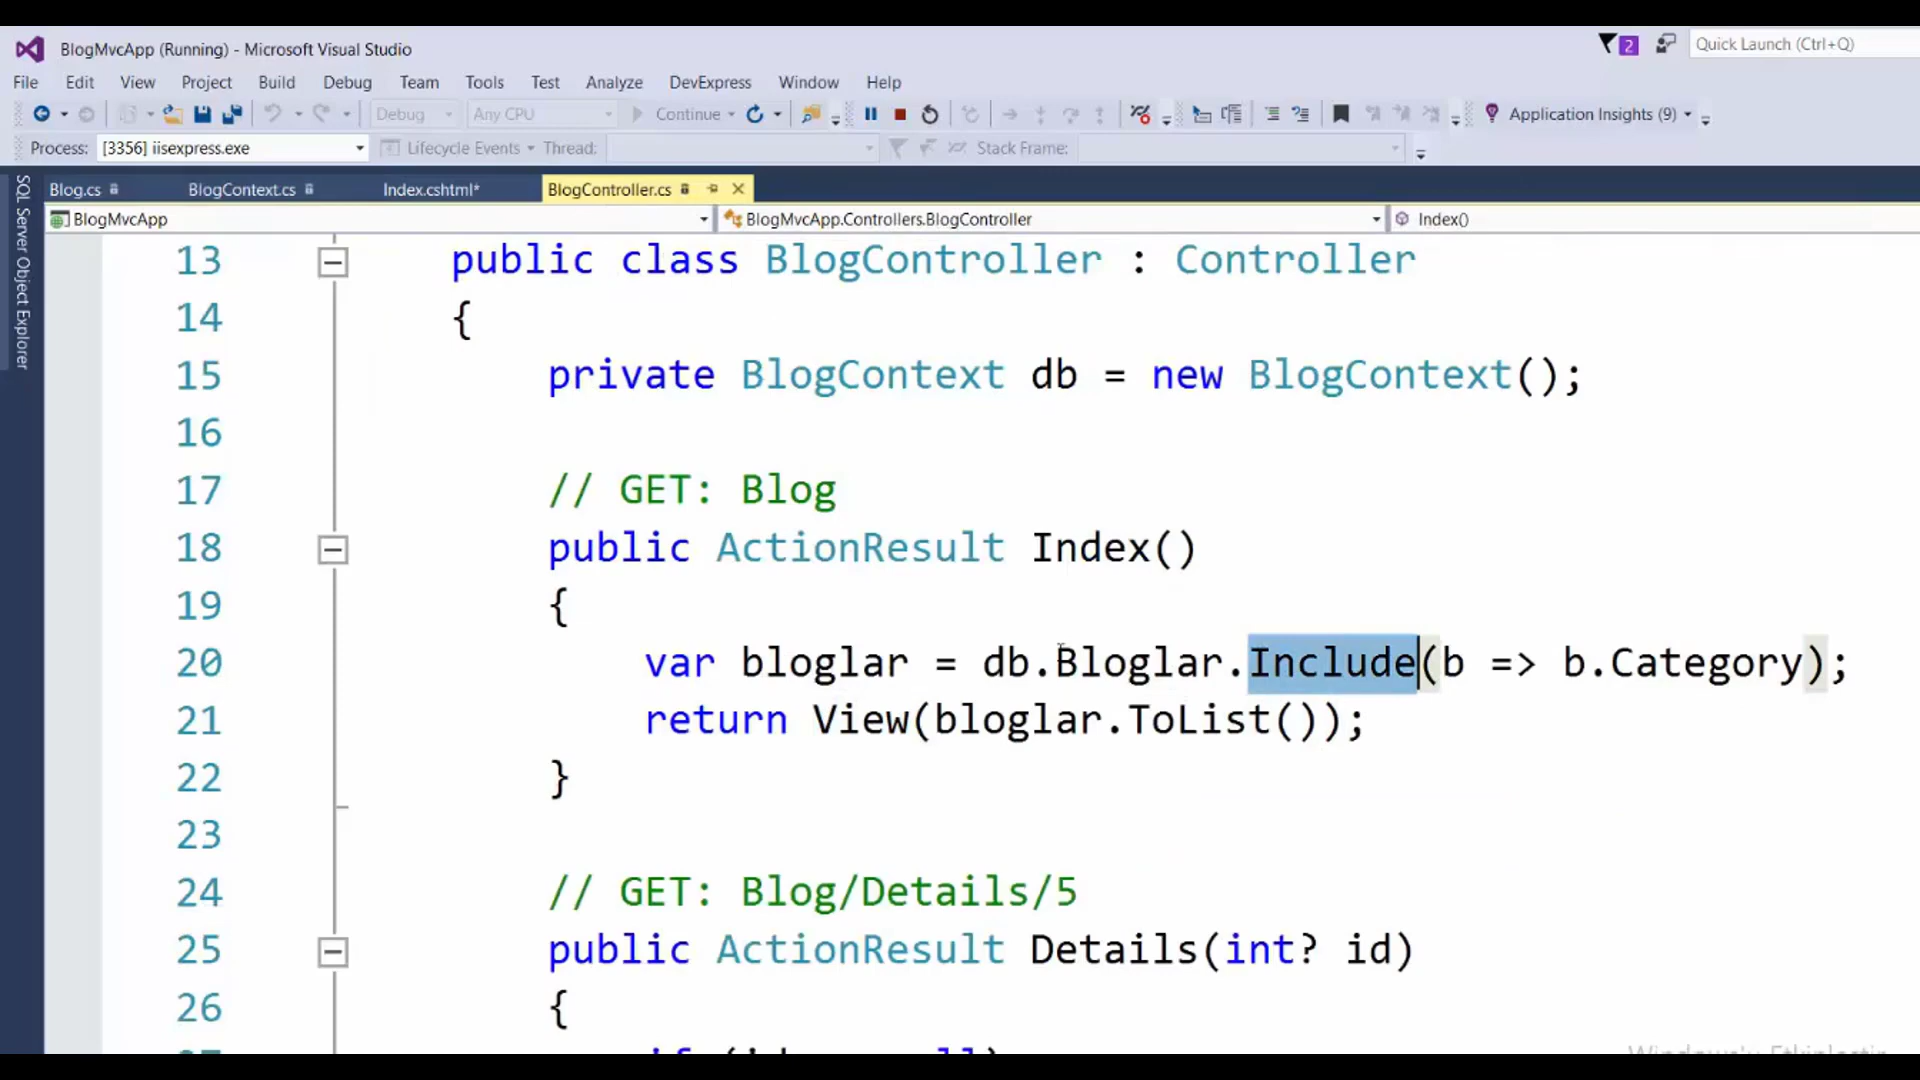 BlogMvcApp (Running) - Microsoft Visual Studio
2
Quick Launch (Ctrl+Q)
File Edit View Project Build Debug Team Tools Test Analyze DevExpress Window Help
Debug Any CPU Continue Application Insights (9)
Process: [3356] iisexpress.exe Lifecycle Events Thread: Stack Frame:
SQL Server Object Explorer
Blog.cs BlogContext.cs Index.cshtml* BlogController.cs
BlogMvcApp BlogMvcApp.Controllers.BlogController Index()
13 public class BlogController : Controller
14 {
15 private BlogContext db = new BlogContext();
16
17 // GET: Blog
18 public ActionResult Index()
19 {
20 var bloglar = db.Bloglar.Include(b => b.Category);
21 return View(bloglar.ToList());
22 }
23
24 // GET: Blog/Details/5
25 public ActionResult Details(int? id)
26 {